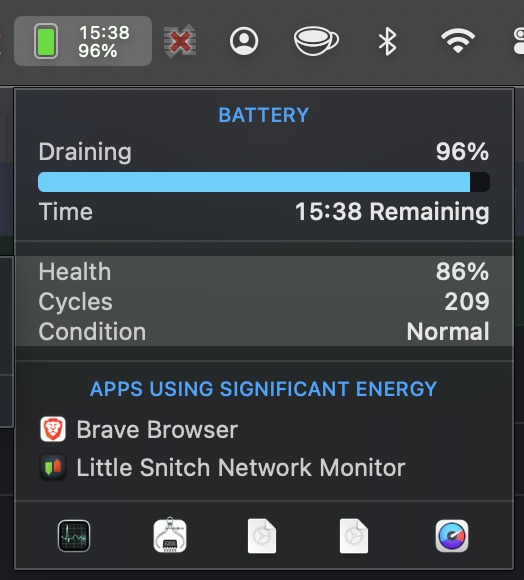 15:38
96%
BATTERY
Draining 96%
Time 15:38 Remaining
Health 86%
Cycles 209
Condition Normal
APPS USING SIGNIFICANT ENERGY
Brave Browser
Little Snitch Network Monitor